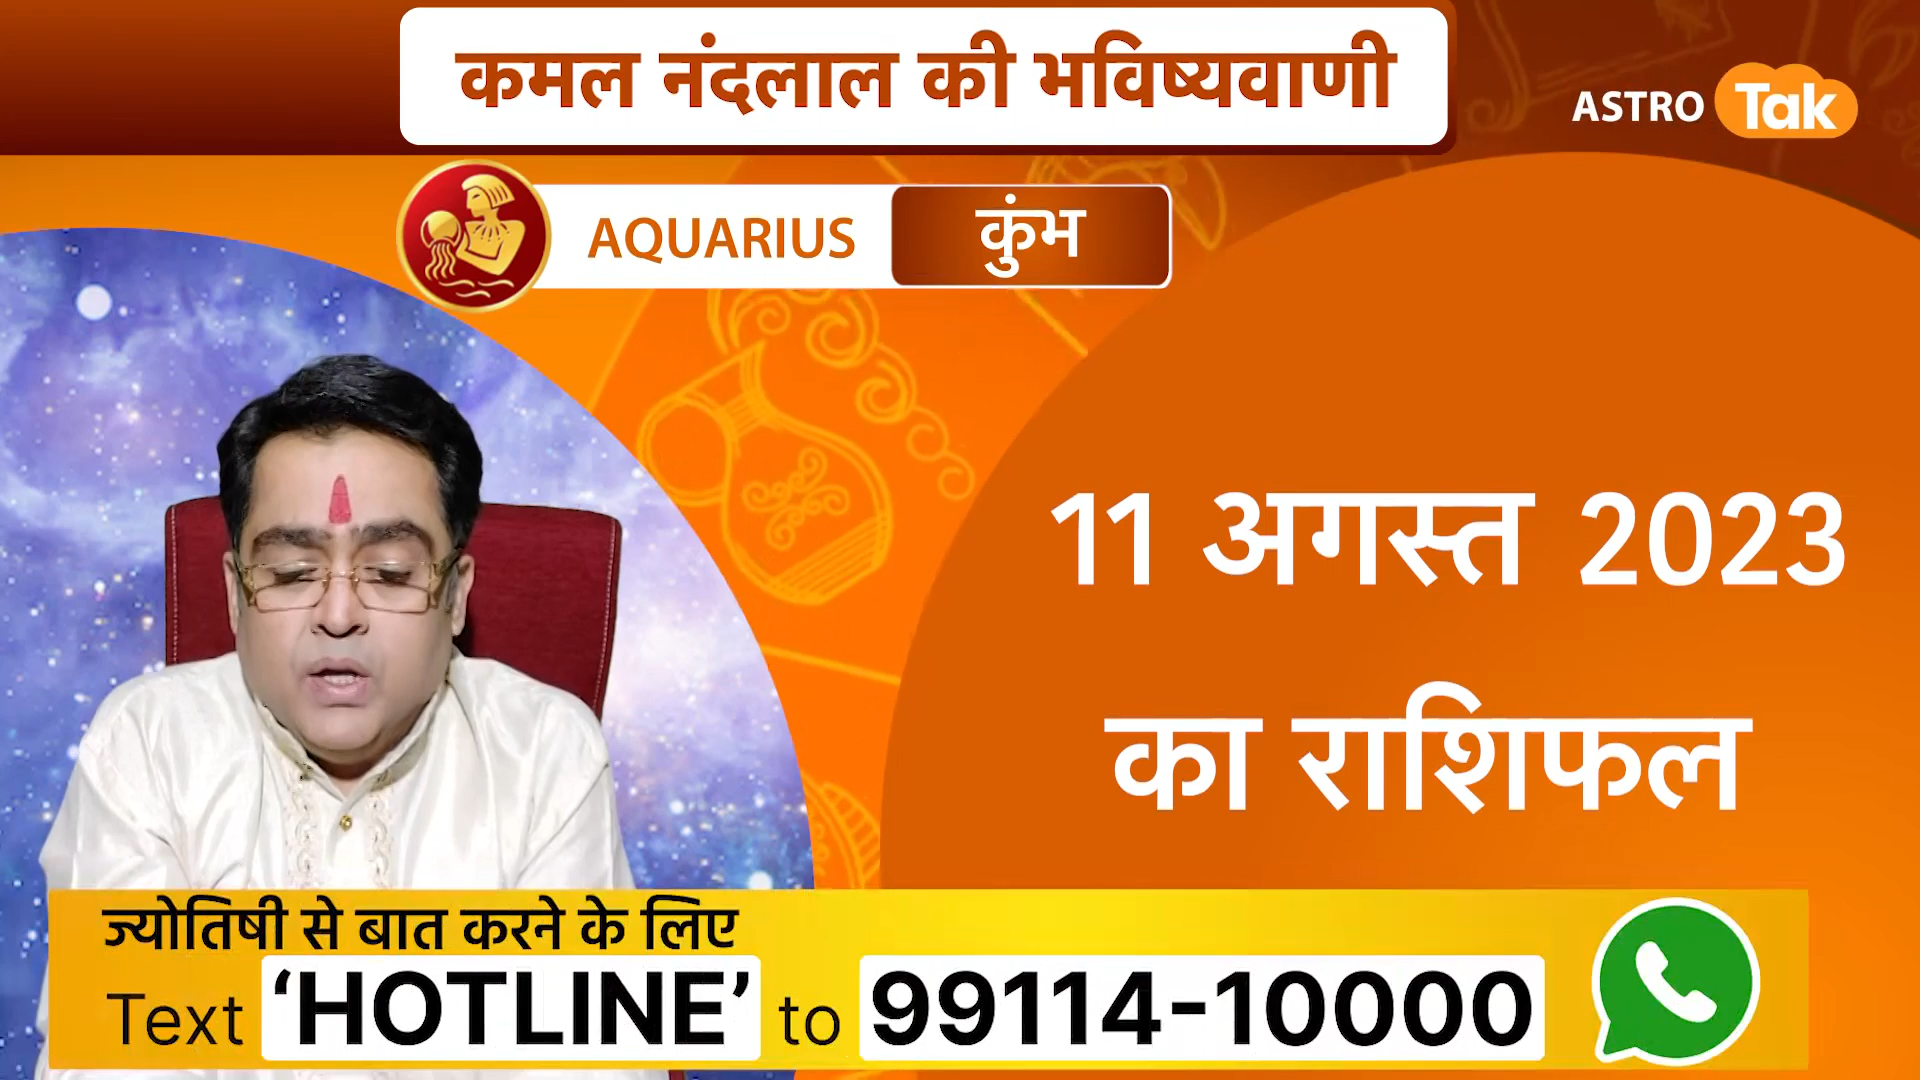 कमल नंदलाल की भविष्यवाणी
ASTRO Tak
AQUARIUS कुंभ
11 अगस्त 2023
का राशिफल
ज्योतिषी से बात करने के लिए
Text ‘HOTLINE’ to 99114-10000